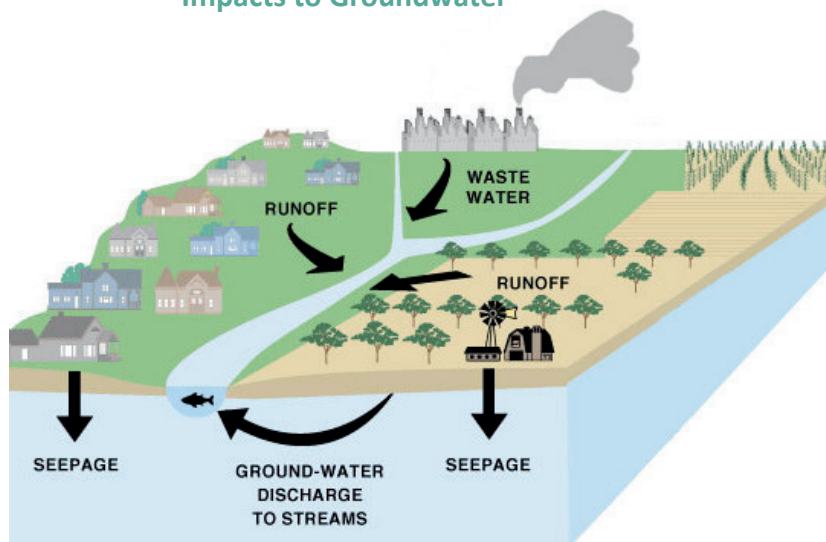 Impacts to Groundwater
WASTE
WATER
RUNOFF
RUNOFF
SEEPAGE
GROUND-WATER
DISCHARGE
TO STREAMS
SEEPAGE